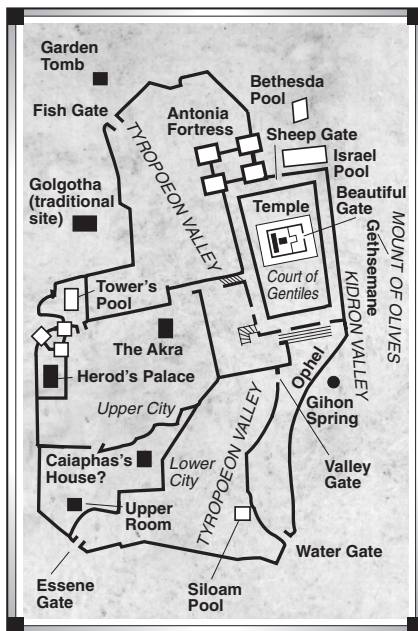 Garden
Tomb
Fish Gate
Bethesda
Pool
Antonia
Fortress
Sheep Gate
Israel
Pool
TYROPOEON VALLEY
Golgotha
(traditional
site)
Temple
Beautiful
Gate
Gethsemane
MOUNT OF OLIVES
KIDRON VALLEY
Court of
Gentiles
Tower's
Pool
The Akra
Herod's Palace
Ophel
Gihon
Spring
Upper City
TYROPOEON VALLEY
Caiaphas's
House?
Lower
City
Valley
Gate
Upper
Room
Water Gate
Essene
Gate
Siloam
Pool